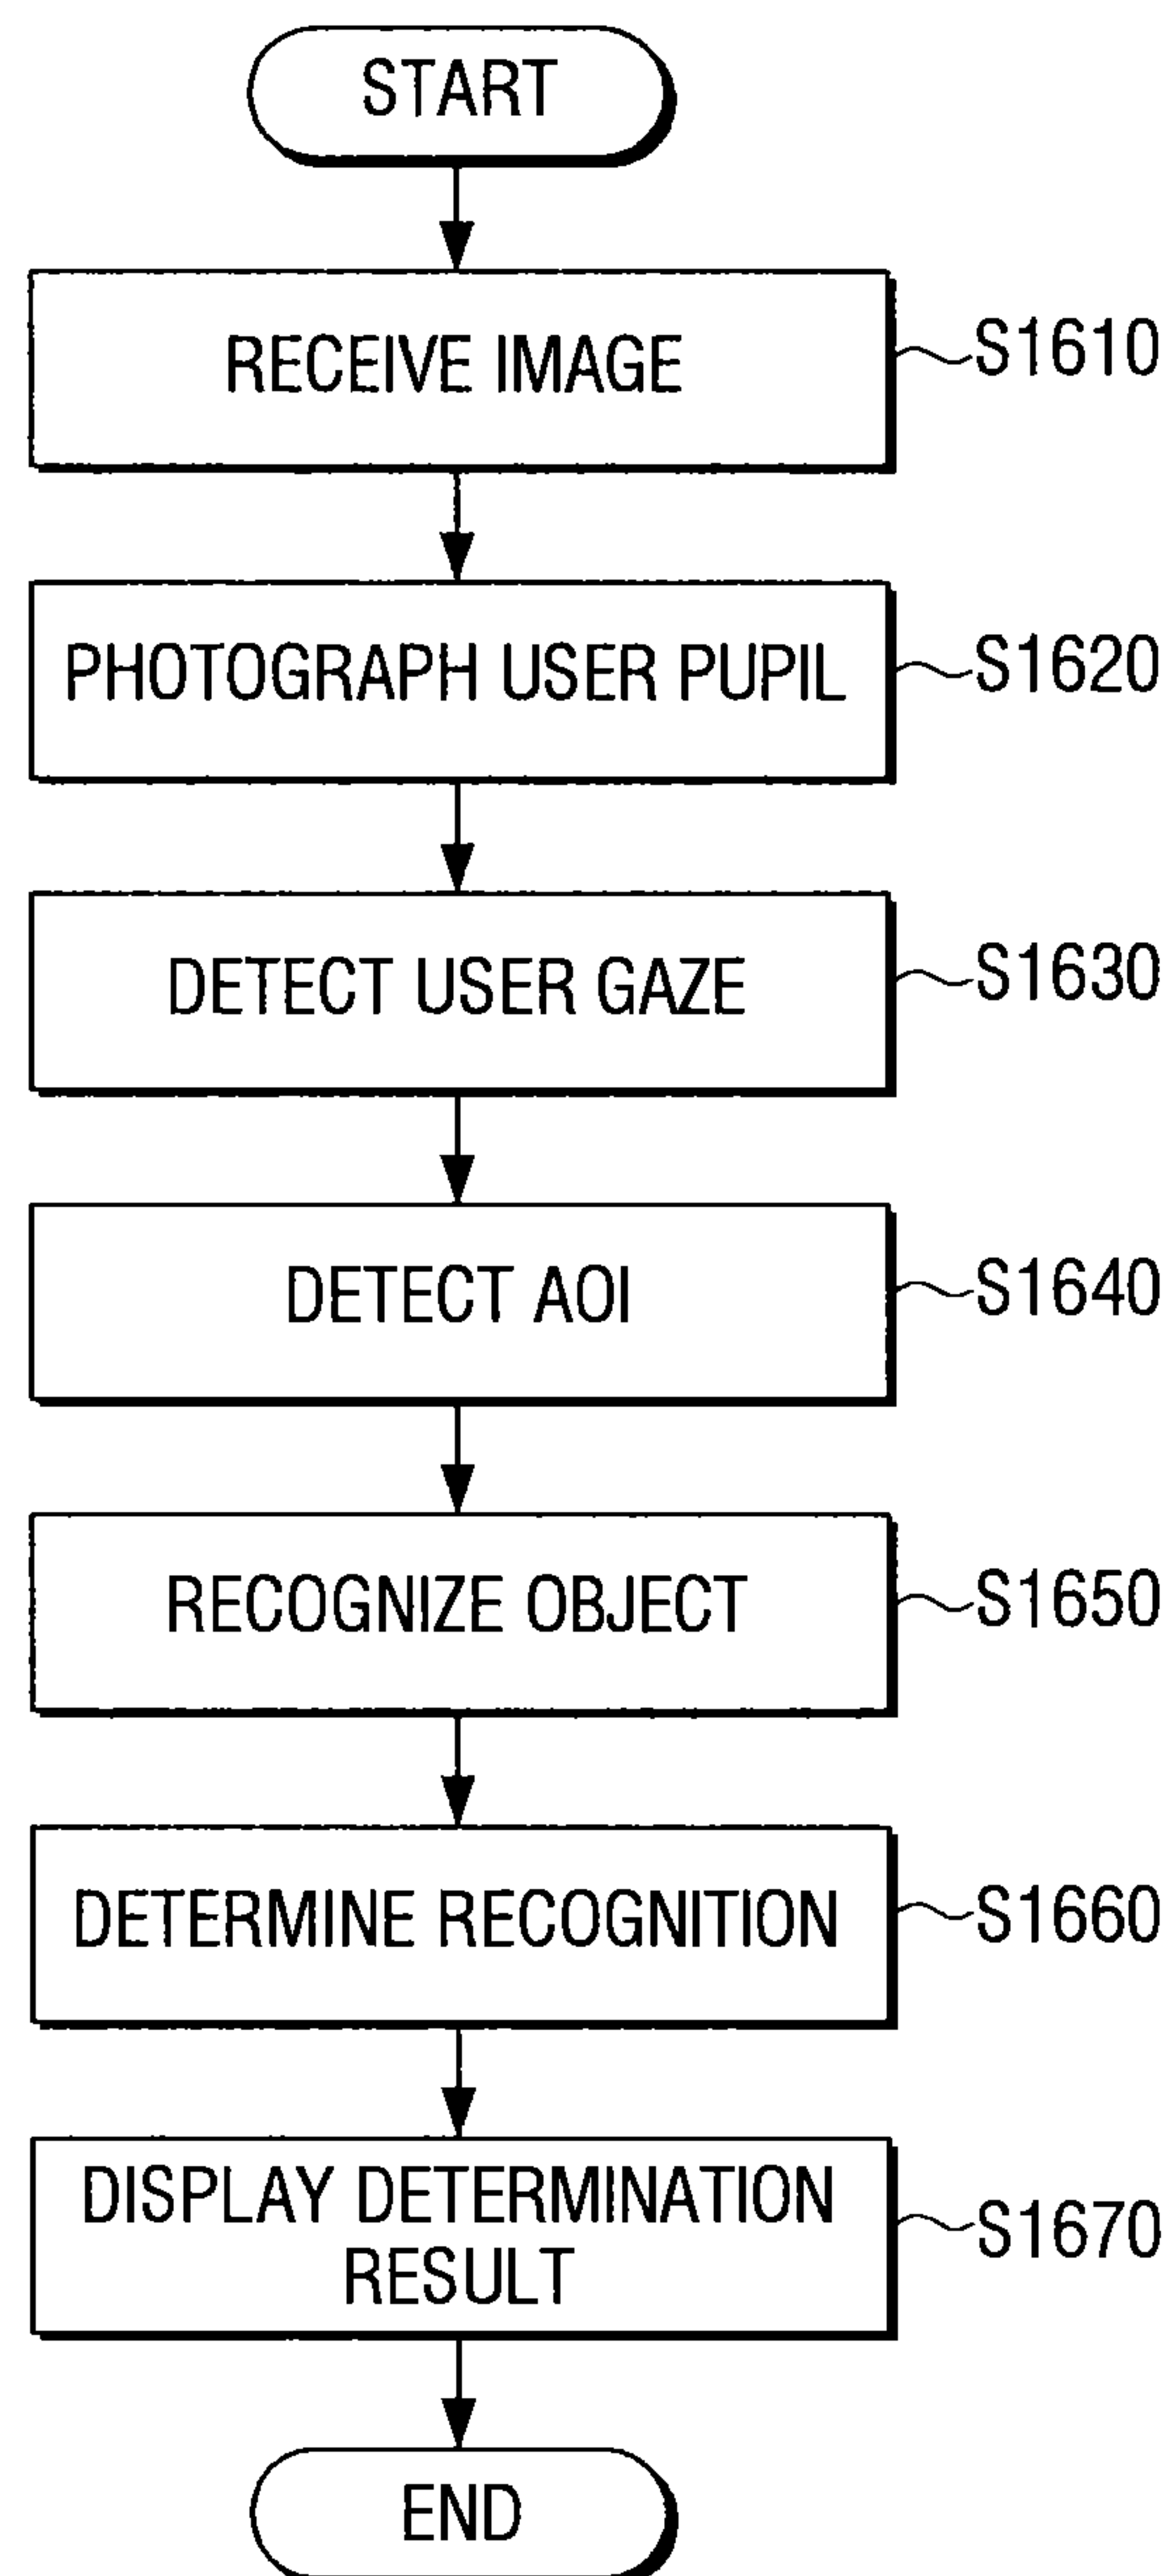 START
RECEIVE IMAGE
S1610
PHOTOGRAPH USER PUPIL
S1620
DETECT USER GAZE
S1630
DETECT AOI
S1640
RECOGNIZE OBJECT
S1650
DETERMINE RECOGNITION
S1660
DISPLAY DETERMINATION
RESULT
S1670
END